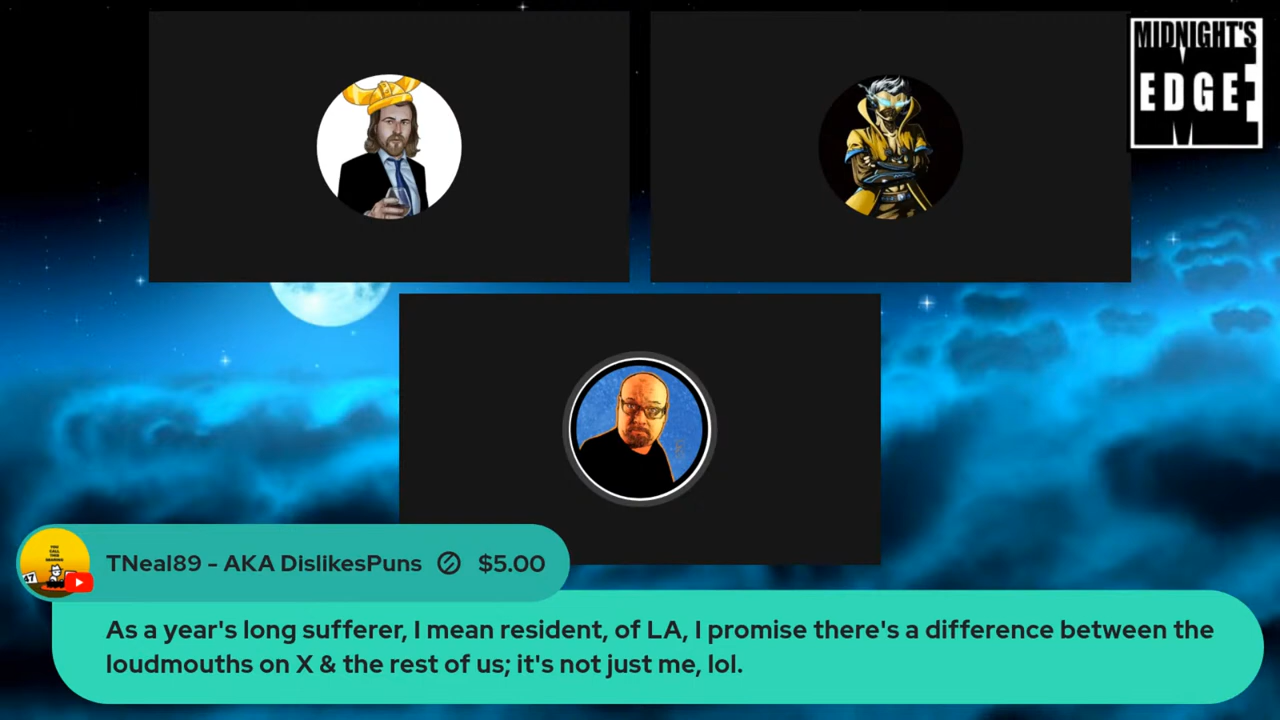 MIDNIGHT'S
EDGE
TNeal89 - AKA DislikesPuns $5.00
As a year's long sufferer, I mean resident, of LA, I promise there's a difference between the
loudmouths on X & the rest of us; it's not just me, lol.